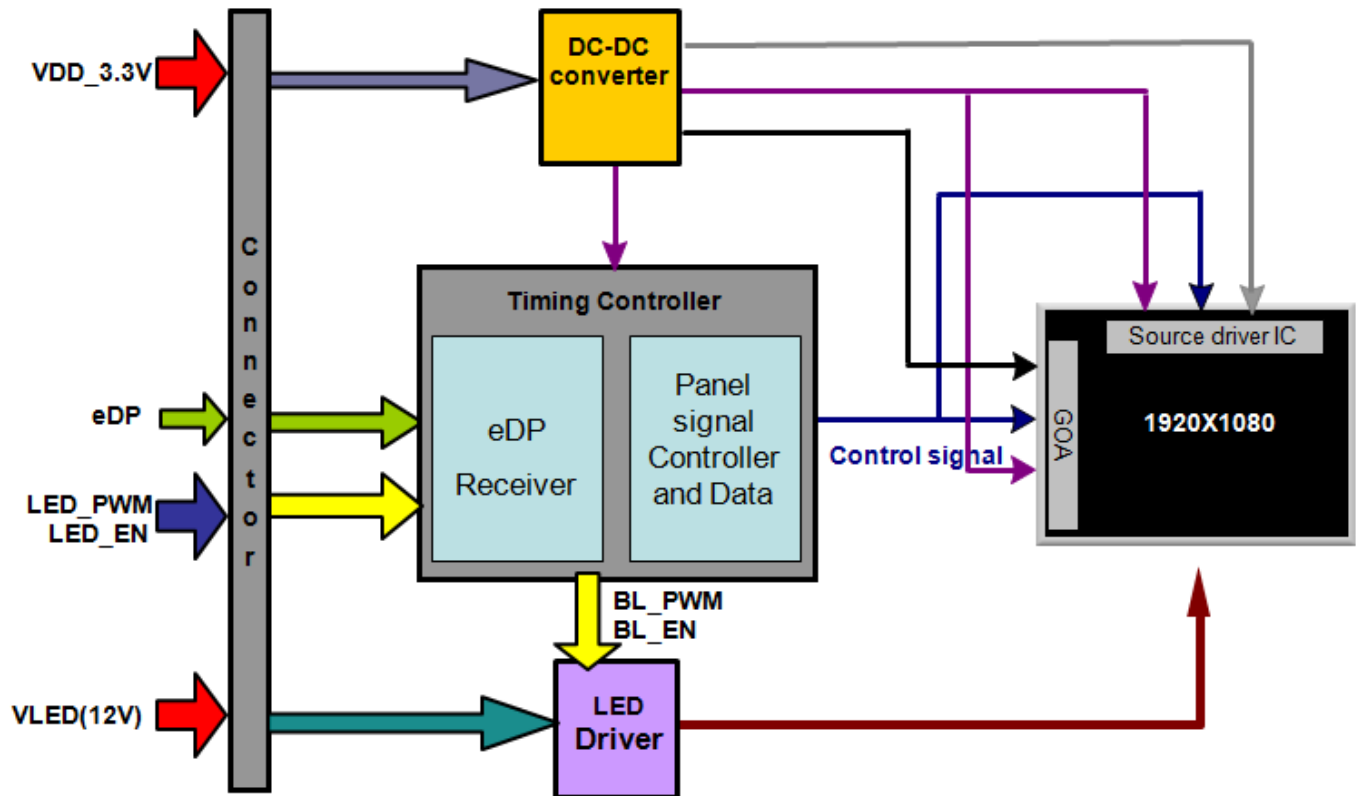 VDD_3.3V
eDP
LED_PWM
LED_EN
VLED(12V)
Connector
DC-DC
converter
Timing Controller
eDP
Receiver
Panel
signal
Controller
and Data
BL_PWM
BL_EN
LED
Driver
Control signal
Source driver IC
GOA
1920X1080